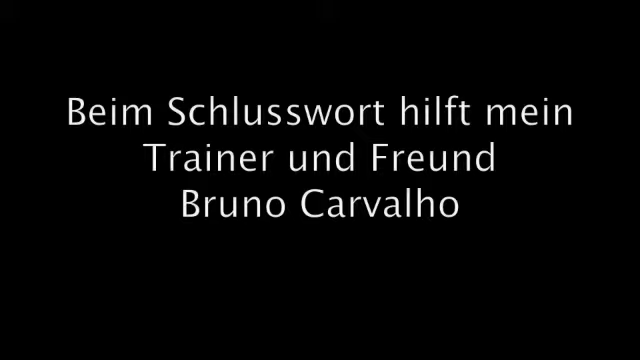 Beim Schlusswort hilft mein
Trainer und Freund
Bruno Carvalho